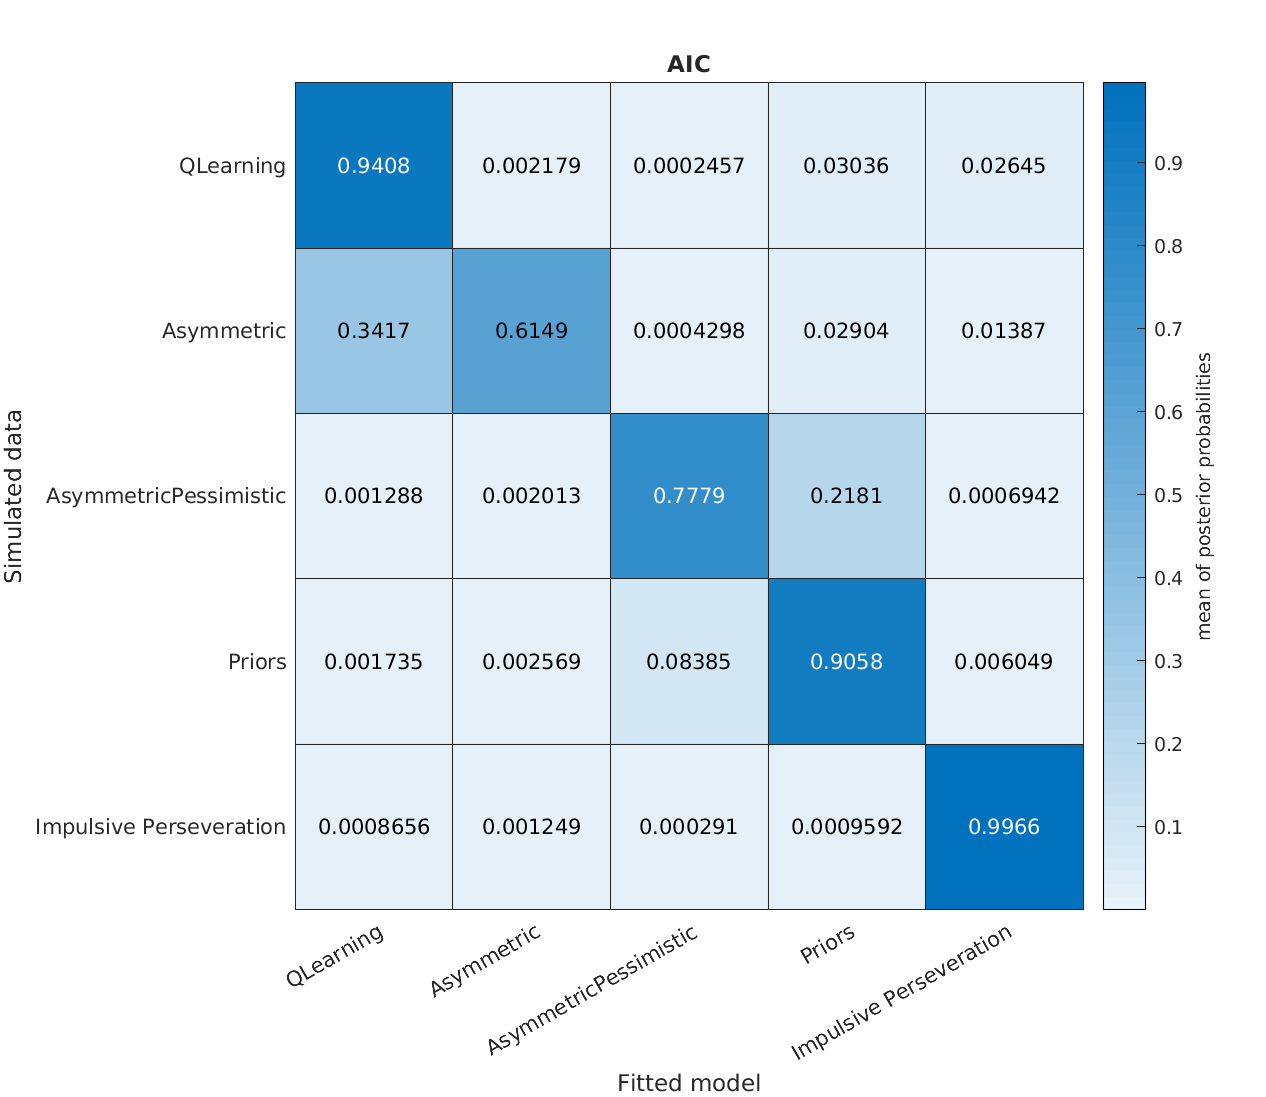 AIC
QLearning 0.9408 0.002179 0.0002457 0.03036 0.02645
Asymmetric 0.3417 0.6149 0.0004298 0.02904 0.01387
AsymmetricPessimistic 0.001288 0.002013 0.7779 0.2181 0.0006942
Priors 0.001735 0.002569 0.08385 0.9058 0.006049
Impulsive Perseveration 0.0008656 0.001249 0.000291 0.0009592 0.9966
Simulated data
QLearning
Asymmetric
AsymmetricPessimistic
Priors
Impulsive Perseveration
Fitted model
0.9
0.8
0.7
0.6
0.5
0.4
0.3
0.2
0.1
mean of posterior probabilities